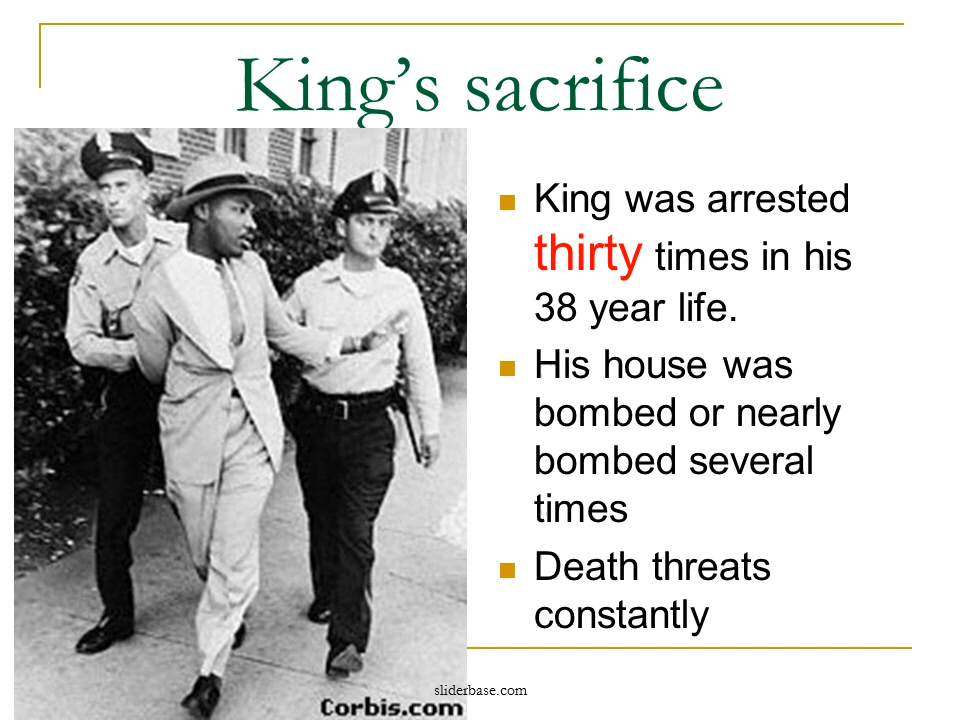 King’s sacrifice
King was arrested
thirty times in his
38 year life.
His house was
bombed or nearly
bombed several
times
Death threats
constantly
Corbis.com
sliderbase.com